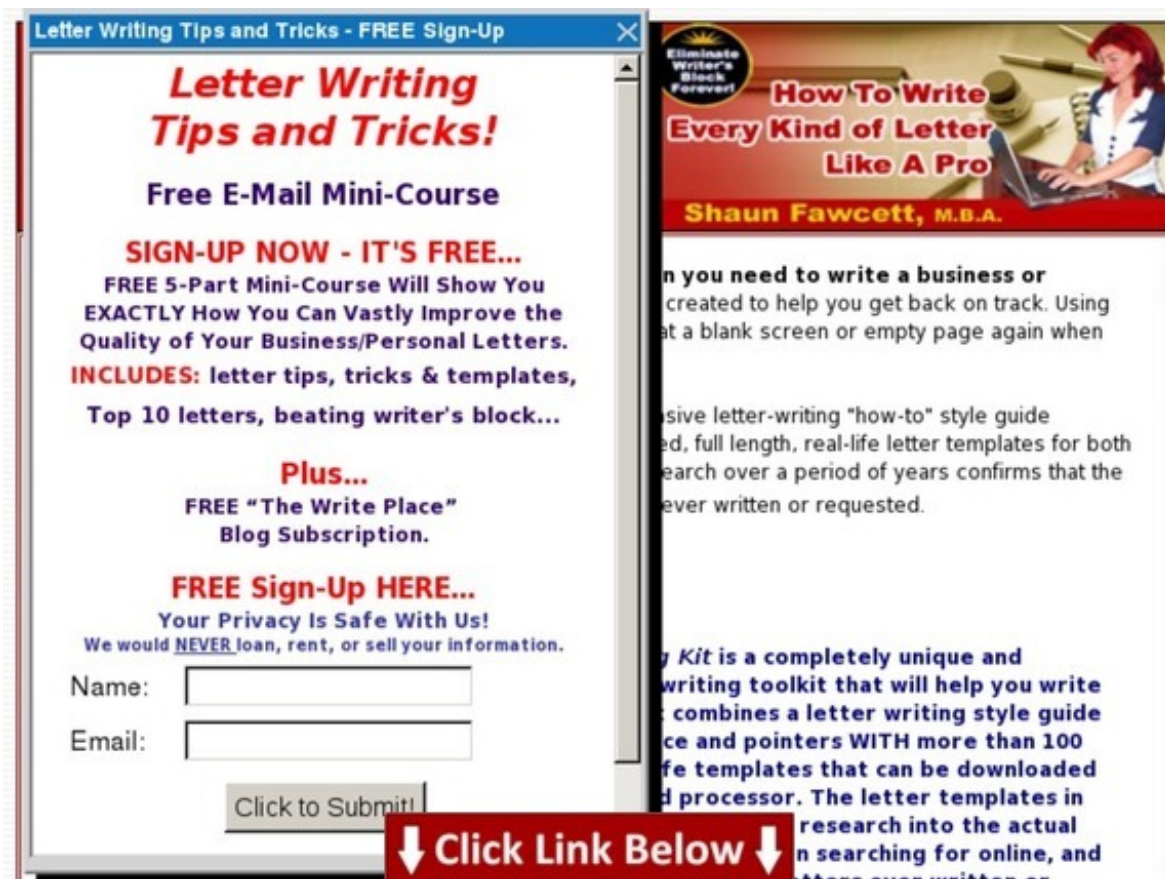 Letter Writing Tips and Tricks - FREE Sign-Up
Letter Writing
Tips and Tricks!
Free E-Mail Mini-Course
SIGN-UP NOW - IT'S FREE...
FREE 5-Part Mini-Course Will Show You
EXACTLY How You Can Vastly Improve the
Quality of Your Business/Personal Letters.
INCLUDES: letter tips, tricks & templates,
Top 10 letters, beating writer's block...
Plus...
FREE “The Write Place”
Blog Subscription.
FREE Sign-Up HERE...
Your Privacy Is Safe With Us!
We would NEVER loan, rent, or sell your information.
Name:
Email:
Click to Submit!
Eliminate
Writer's
Block
Forever!
How To Write
Every Kind of Letter
Like A Pro
Shaun Fawcett, M.B.A.
you need to write a business or
created to help you get back on track. Using
at a blank screen or empty page again when
letter-writing "how-to" style guide
full length, real-life letter templates for both
over a period of years confirms that the
ever written or requested.
Kit is a completely unique and
writing toolkit that will help you write
combines a letter writing style guide
and pointers WITH more than 100
templates that can be downloaded
processor. The letter templates in
research into the actual
searching for online, and
ever written or
Click Link Below